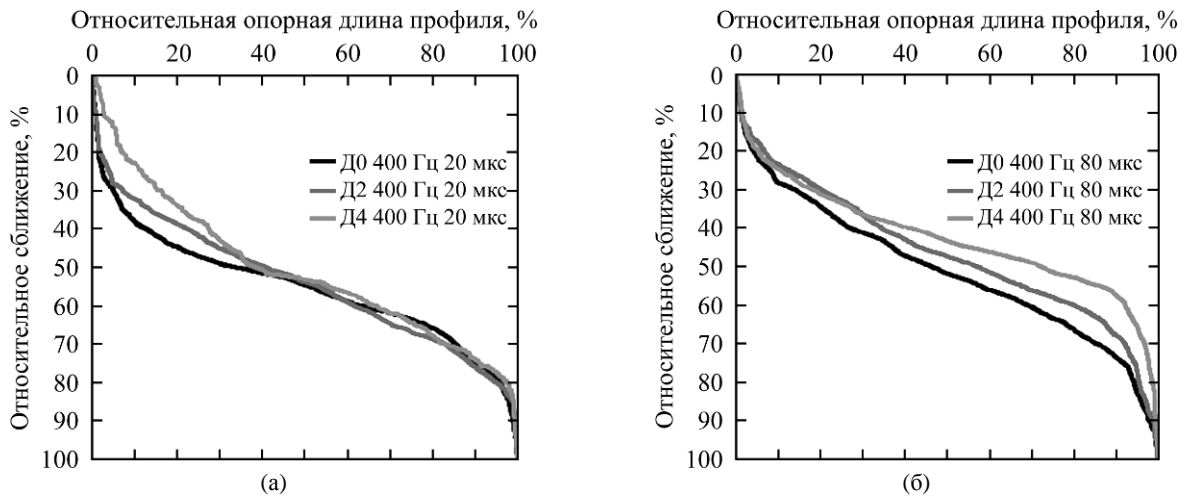 Относительная опорная длина профиля, %
0 20 40 60 80 100
Относительное сближение, %
0
10
20
30
40
50
60
70
80
90
100
Д0 400 Гц 20 мкс
Д2 400 Гц 20 мкс
Д4 400 Гц 20 мкс
(а)
Относительная опорная длина профиля, %
0 20 40 60 80 100
Относительное сближение, %
0
10
20
30
40
50
60
70
80
90
100
Д0 400 Гц 80 мкс
Д2 400 Гц 80 мкс
Д4 400 Гц 80 мкс
(б)